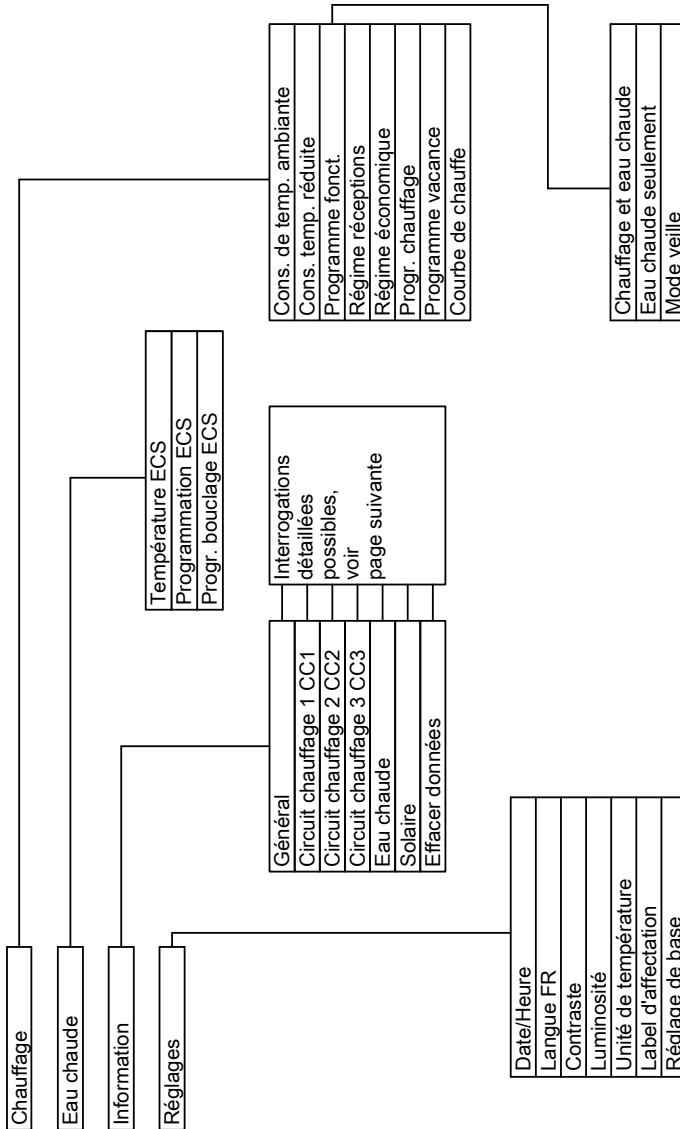 Chauffage
Eau chaude
Information
Réglages
Cons. de temp. ambiante
Cons. temp. réduite
Programme fonct.
Régime réceptions
Régime économique
Progr. chauffage
Programme vacance
Courbe de chauffe
Chauffage et eau chaude
Eau chaude seulement
Mode veille
Température ECS
Programmation ECS
Progr. bouclage ECS
Général
Circuit chauffage 1 CC1
Circuit chauffage 2 CC2
Circuit chauffage 3 CC3
Eau chaude
Solaire
Effacer données
Interrogations
détaillées
possibles,
voir
page suivante
Date/Heure
Langue FR
Contraste
Luminosité
Unité de température
Label d'affectation
Réglage de base